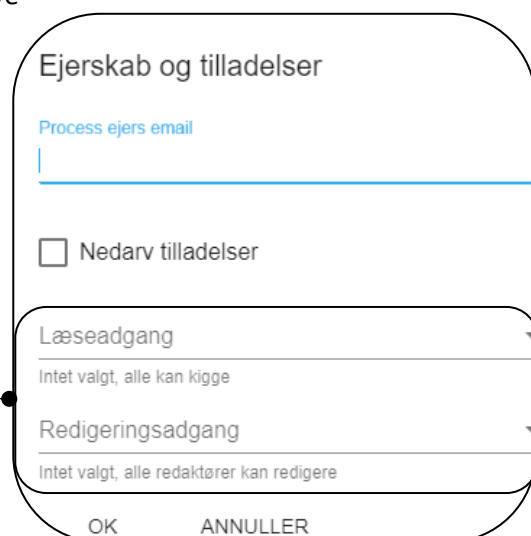 Ejerskab og tilladelser
Process ejers email
Nedarv tilladelser
Læseadgang
Intet valgt, alle kan kigge
Redigeringsadgang
Intet valgt, alle redaktører kan redigere
OK ANNULLER